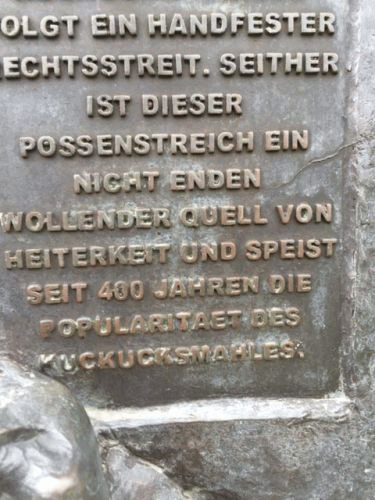 OLGT EIN HANDFESTER
RECHTSSTREIT. SEITHER
IST DIESER
POSSENSTREICH EIN
NICHT ENDEN
WOLLENDER QUELL VON
HEITERKEIT UND SPEIST
SEIT 400 JAHREN DIE
POPULARITAET DES
KUCKUCKSMAHLES.